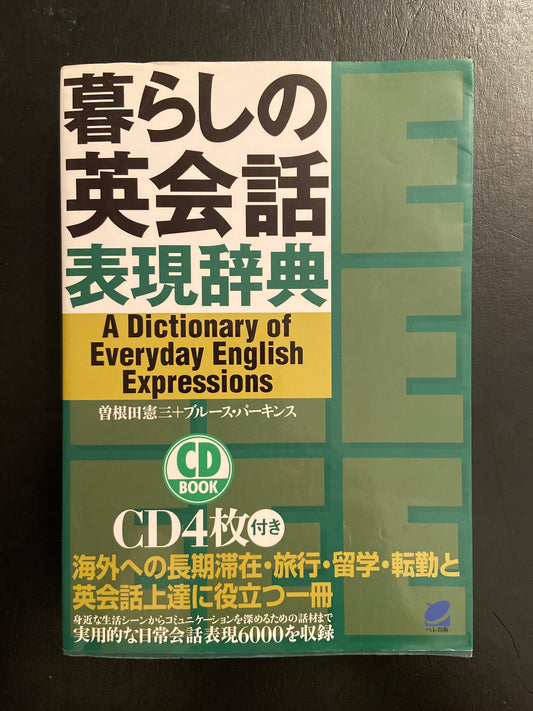 暮らしの
英会話
表現辞典
A Dictionary of
Everyday English
Expressions
曽根田憲三+ブルース・パーキンス
CD
BOOK
CD4枚付き
海外への長期滞在・旅行・留学・転勤と
英会話上達に役立つ一冊
身近な生活シーンからコミュニケーションを深めるための話材まで
実用的な日常会話表現6000を収録
ベレ出版